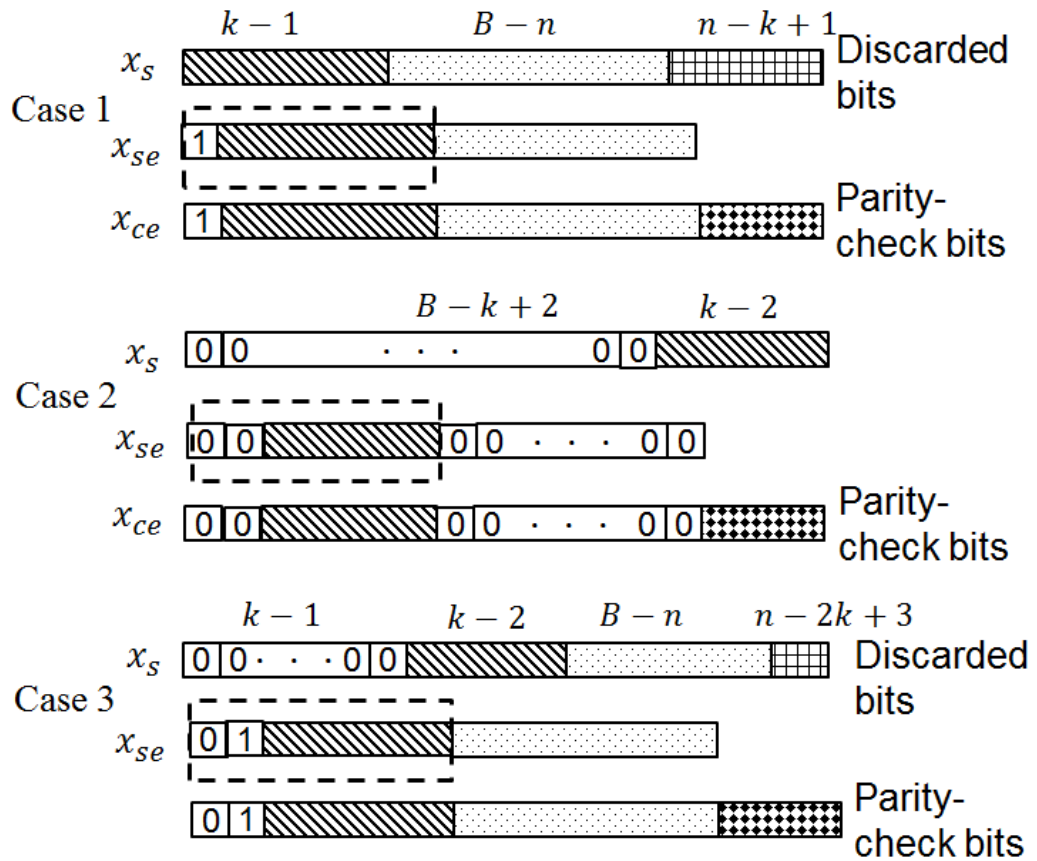 k − 1 B − n n − k + 1
x_s Discarded bits
Case 1
x_se 1
x_ce 1 Parity-check bits
B − k + 2 k − 2
x_s 0 0 · · · 0 0
Case 2
x_se 0 0 0 0 · · · 0 0
x_ce 0 0 0 0 · · · 0 0 Parity-check bits
k − 1 k − 2 B − n n − 2k + 3
x_s 0 0 · · · 0 0 Discarded bits
Case 3
x_se 0 1
0 1 Parity-check bits